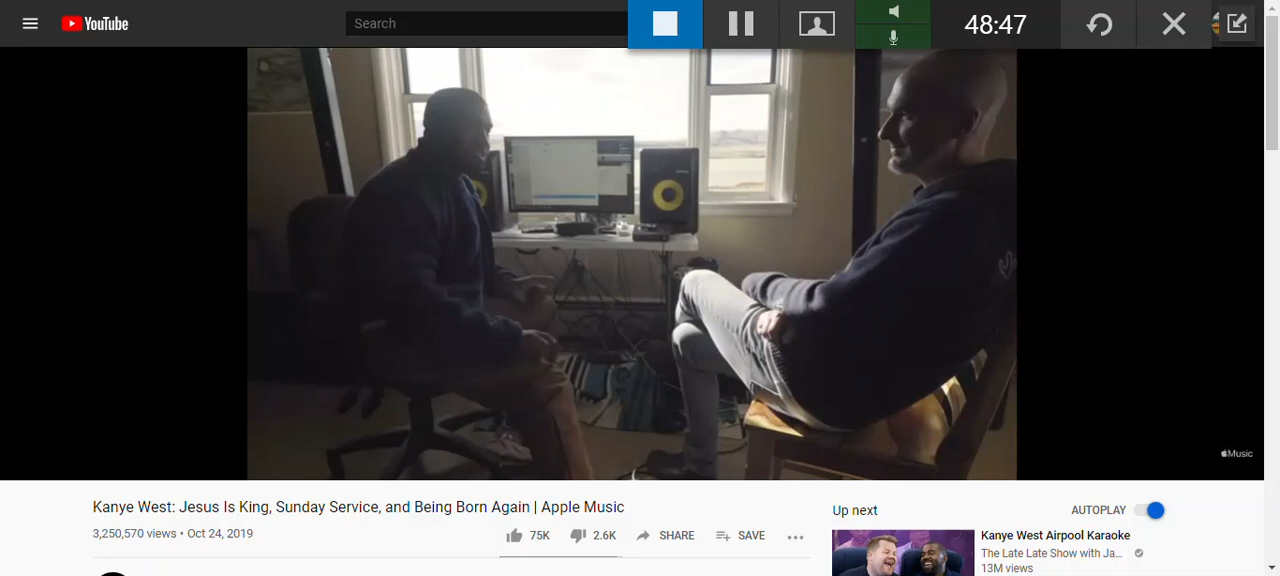 YouTube
Search
48:47
Music
Kanye West: Jesus Is King, Sunday Service, and Being Born Again | Apple Music
3,250,570 views • Oct 24, 2019
75K
2.6K
SHARE
SAVE
Up next
AUTOPLAY
Kanye West Airpool Karaoke
The Late Late Show with Ja...
13M views